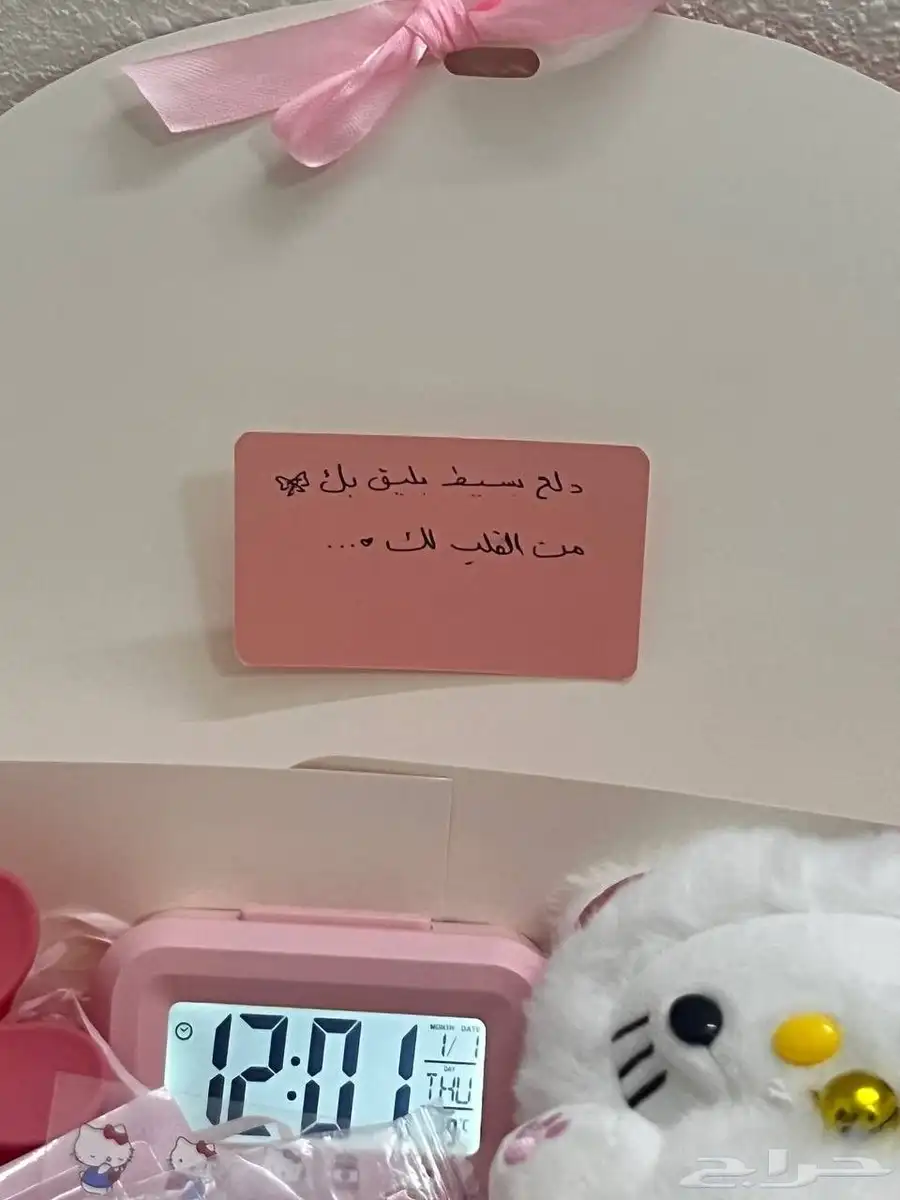 دلع بسيط يليق بك
من القلب لك ...
12:01
MONTH DATE
1/ 1
DAY
THU
حراج